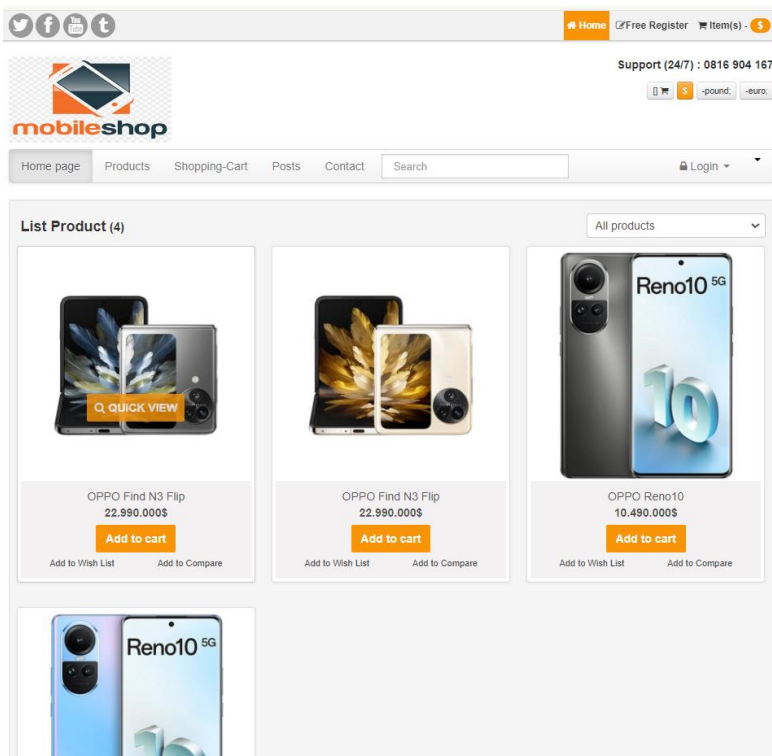 You Tube
Home Free Register Item(s) - $
Support (24/7) : 0816 904 167
[] $ -pound; -euro;
mobileshop
Home page Products Shopping-Cart Posts Contact Search Login
List Product (4) All products
QUICK VIEW
Reno10 5G
10
OPPO Find N3 Flip
22.990.000$
Add to cart
Add to Wish List Add to Compare
OPPO Find N3 Flip
22.990.000$
Add to cart
Add to Wish List Add to Compare
OPPO Reno10
10.490.000$
Add to cart
Add to Wish List Add to Compare
Reno10 5G
10